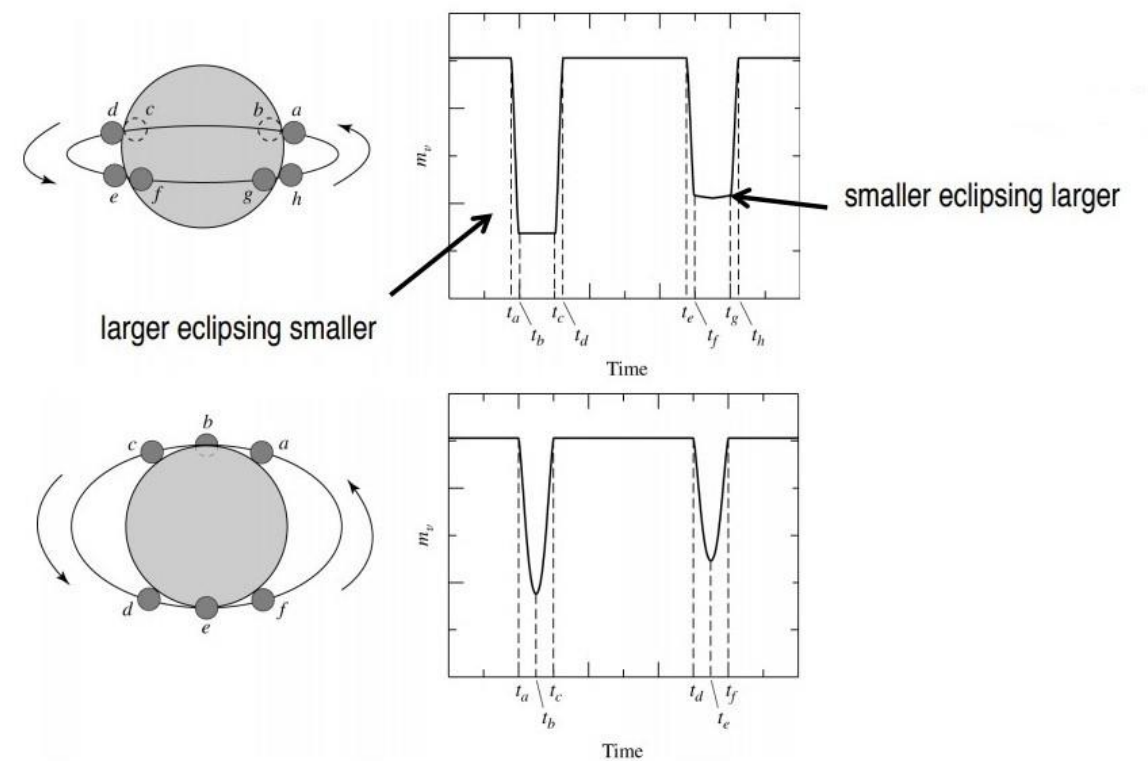 d c b a
e f g h
m_v
smaller eclipsing larger
larger eclipsing smaller
t_a t_b t_c t_d t_e t_f t_g t_h
Time
b
c a
d f
e
m_v
t_a t_b t_c t_d t_e t_f
Time